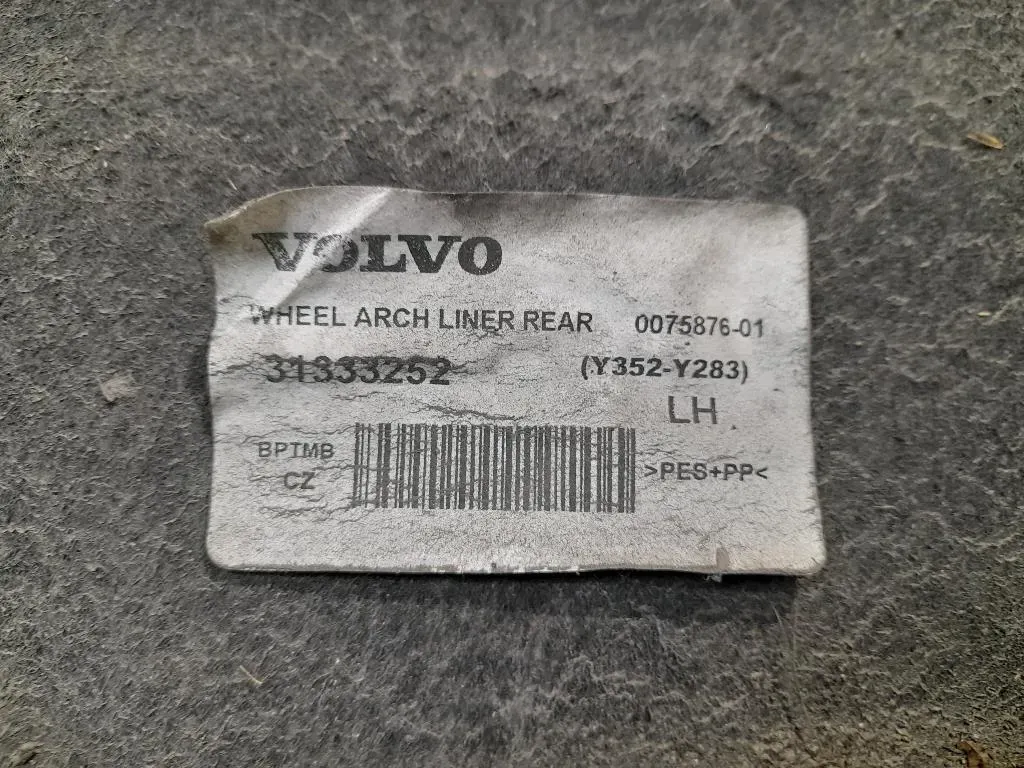 VOLVO
WHEEL ARCH LINER REAR 0075876-01
31333252 (Y352-Y283)
LH
BPTMB
CZ
>PES+PP<